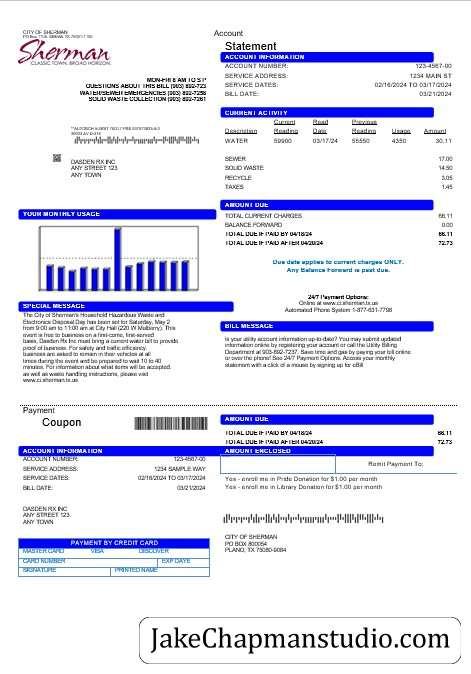 CITY OF SHERMAN
Sherman
CLASSIC TOWN, BROAD HORIZON.
MON-FRI 8 AM TO 5 P
QUESTIONS ABOUT THIS BILL (903) 892-723
WATER/SEWER EMERGENCIES (903) 892-7258
SOLID WASTE COLLECTION (903) 892-7261
DASDEN RX INC
ANY STREET 123
ANY TOWN
Account
Statement
ACCOUNT INFORMATION
ACCOUNT NUMBER: 123-4567-00
SERVICE ADDRESS: 1234 MAIN ST
SERVICE DATES: 02/16/2024 TO 03/17/2024
BILL DATE: 03/21/2024
CURRENT ACTIVITY
Current Read Previous
Description Reading Date Reading Usage Amount
WATER 59900 03/17/24 55550 4350 30.11
SEWER 17.00
SOLID WASTE 14.50
RECYCLE 3.05
TAXES 1.45
AMOUNT DUE
TOTAL CURRENT CHARGES 66.11
BALANCE FORWARD 0.00
TOTAL DUE IF PAID BY 04/18/24 66.11
TOTAL DUE IF PAID AFTER 04/20/24 72.73
Due date applies to current charges ONLY.
Any Balance Forward is past due.
24/7 Payment Options:
Online at www.ci.sherman.tx.us
Automated Phone System 1-877-631-7798
YOUR MONTHLY USAGE
SPECIAL MESSAGE
The City of Sherman's Household Hazardous Waste and
Electronics Disposal Day has been set for Saturday, May 2
from 9:00 am to 11:00 am at City Hall (220 W Mulberry). This
event is free to business on a first-come, first-served
basis, Dasden Rx Inc must bring a current water bill to provide
proof of business. For safety and traffic efficiency.
businees are asked to remain in their vehicles at all
times during the event and be prepared to wait 10 to 40
minutes. For information about what items will be accepted.
as well as waste handling instructions, please visit
www.ci.sherman.tx.us
BILL MESSAGE
Is your utility account information up-to-date? You may submit updated
information online by registering your account or call the Utility Billing
Department at 903-892-7237. Save time and gas by paying your bill online
or over the phone! See 24/7 Payment Options. Access your monthly
statement with a click of a mouse by signing up for eBill
Payment
Coupon
ACCOUNT INFORMATION
ACCOUNT NUMBER: 123-4567-00
SERVICE ADDRESS: 1234 SAMPLE WAY
SERVICE DATES: 02/16/2024 TO 03/17/2024
BILL DATE: 03/21/2024
DASDEN RX INC
ANY STREET 123
ANY TOWN
PAYMENT BY CREDIT CARD
MASTER CARD VISA DISCOVER
CARD NUMBER EXP DATE
SIGNATURE PRINTED NAME
AMOUNT DUE
TOTAL DUE IF PAID BY 04/18/24 66.11
TOTAL DUE IF PAID AFTER 04/20/24 72.73
AMOUNT ENCLOSED
Remit Payment To:
Yes - enroll me in Pride Donation for $1.00 per month
Yes - enroll me in Library Donation for $1.00 per month
CITY OF SHERMAN
PO BOX 800054
PLANO, TX 75080-9084
JakeChapmanstudio.com